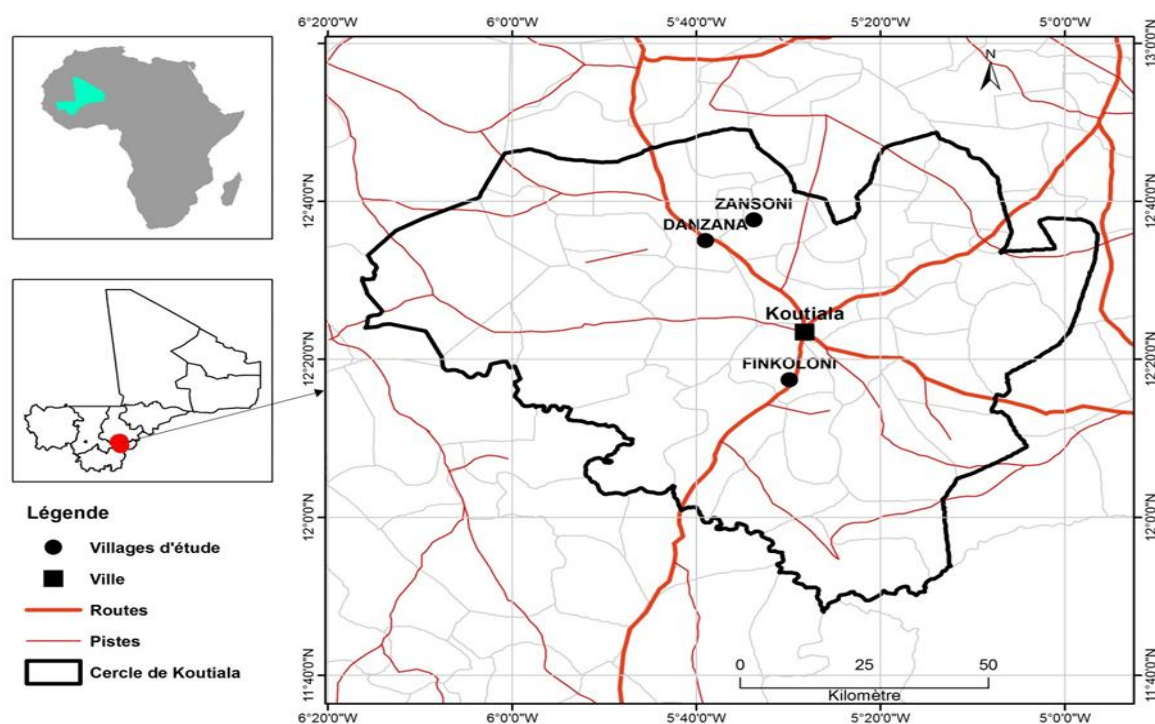 6°20'0"W 6°0'0"W 5°40'0"W 5°20'0"W 5°0'0"W
13°0'0"N 13°0'0"N
N
12°40'0"N 12°40'0"N
ZANSONI
DANZANA
Koutiala
12°20'0"N 12°20'0"N
FINKOLONI
12°0'0"N 12°0'0"N
11°40'0"N 11°40'0"N
0 25 50
Kilomètre
6°20'0"W 6°0'0"W 5°40'0"W 5°20'0"W 5°0'0"W
Légende
Villages d'étude
Ville
Routes
Pistes
Cercle de Koutiala